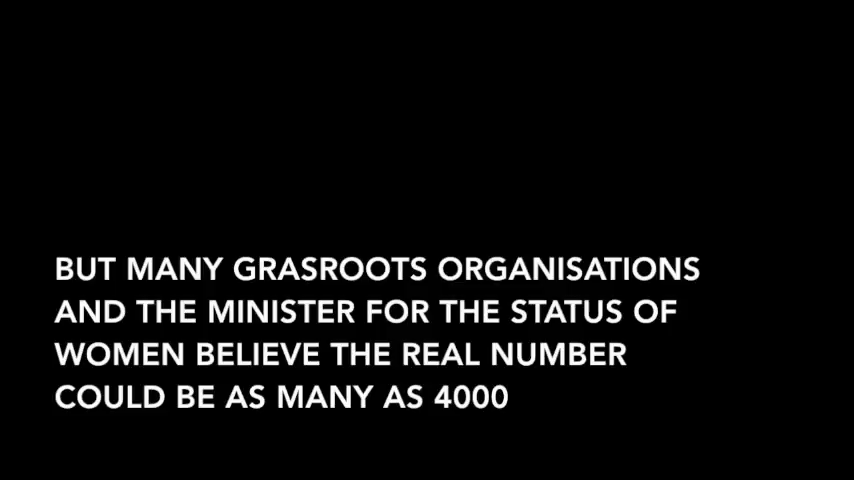 BUT MANY GRASROOTS ORGANISATIONS
AND THE MINISTER FOR THE STATUS OF
WOMEN BELIEVE THE REAL NUMBER
COULD BE AS MANY AS 4000